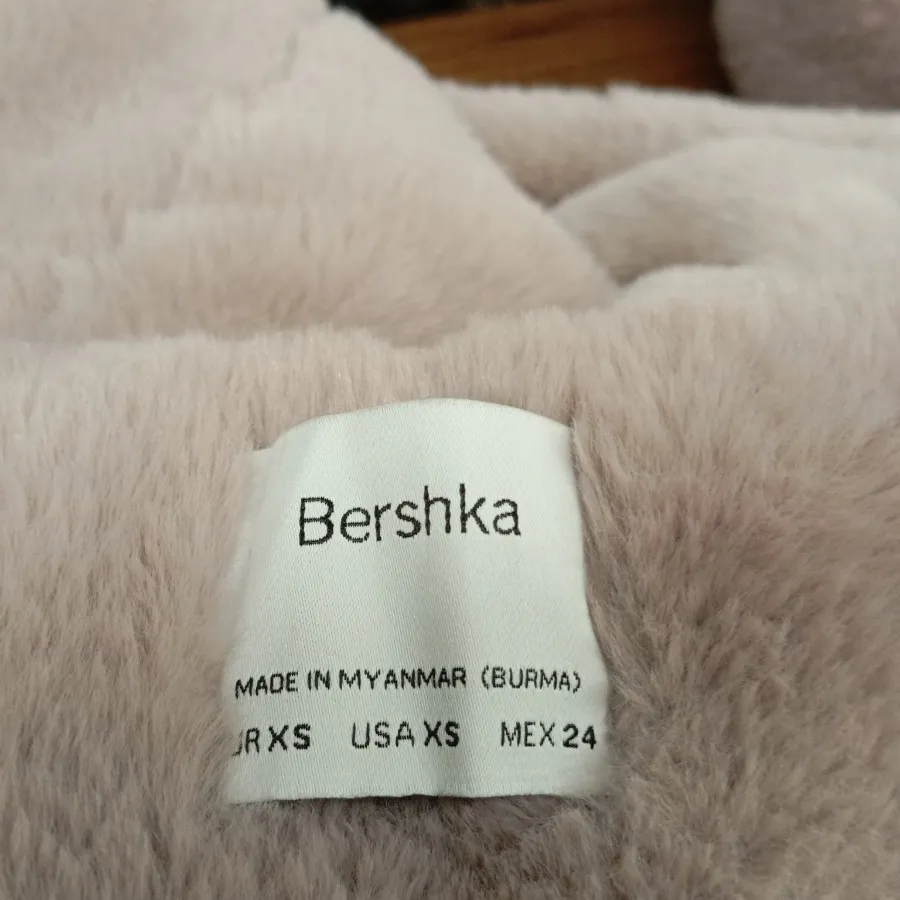 Bershka
MADE IN MYANMAR (BURMA)
UR XS USA XS MEX 24